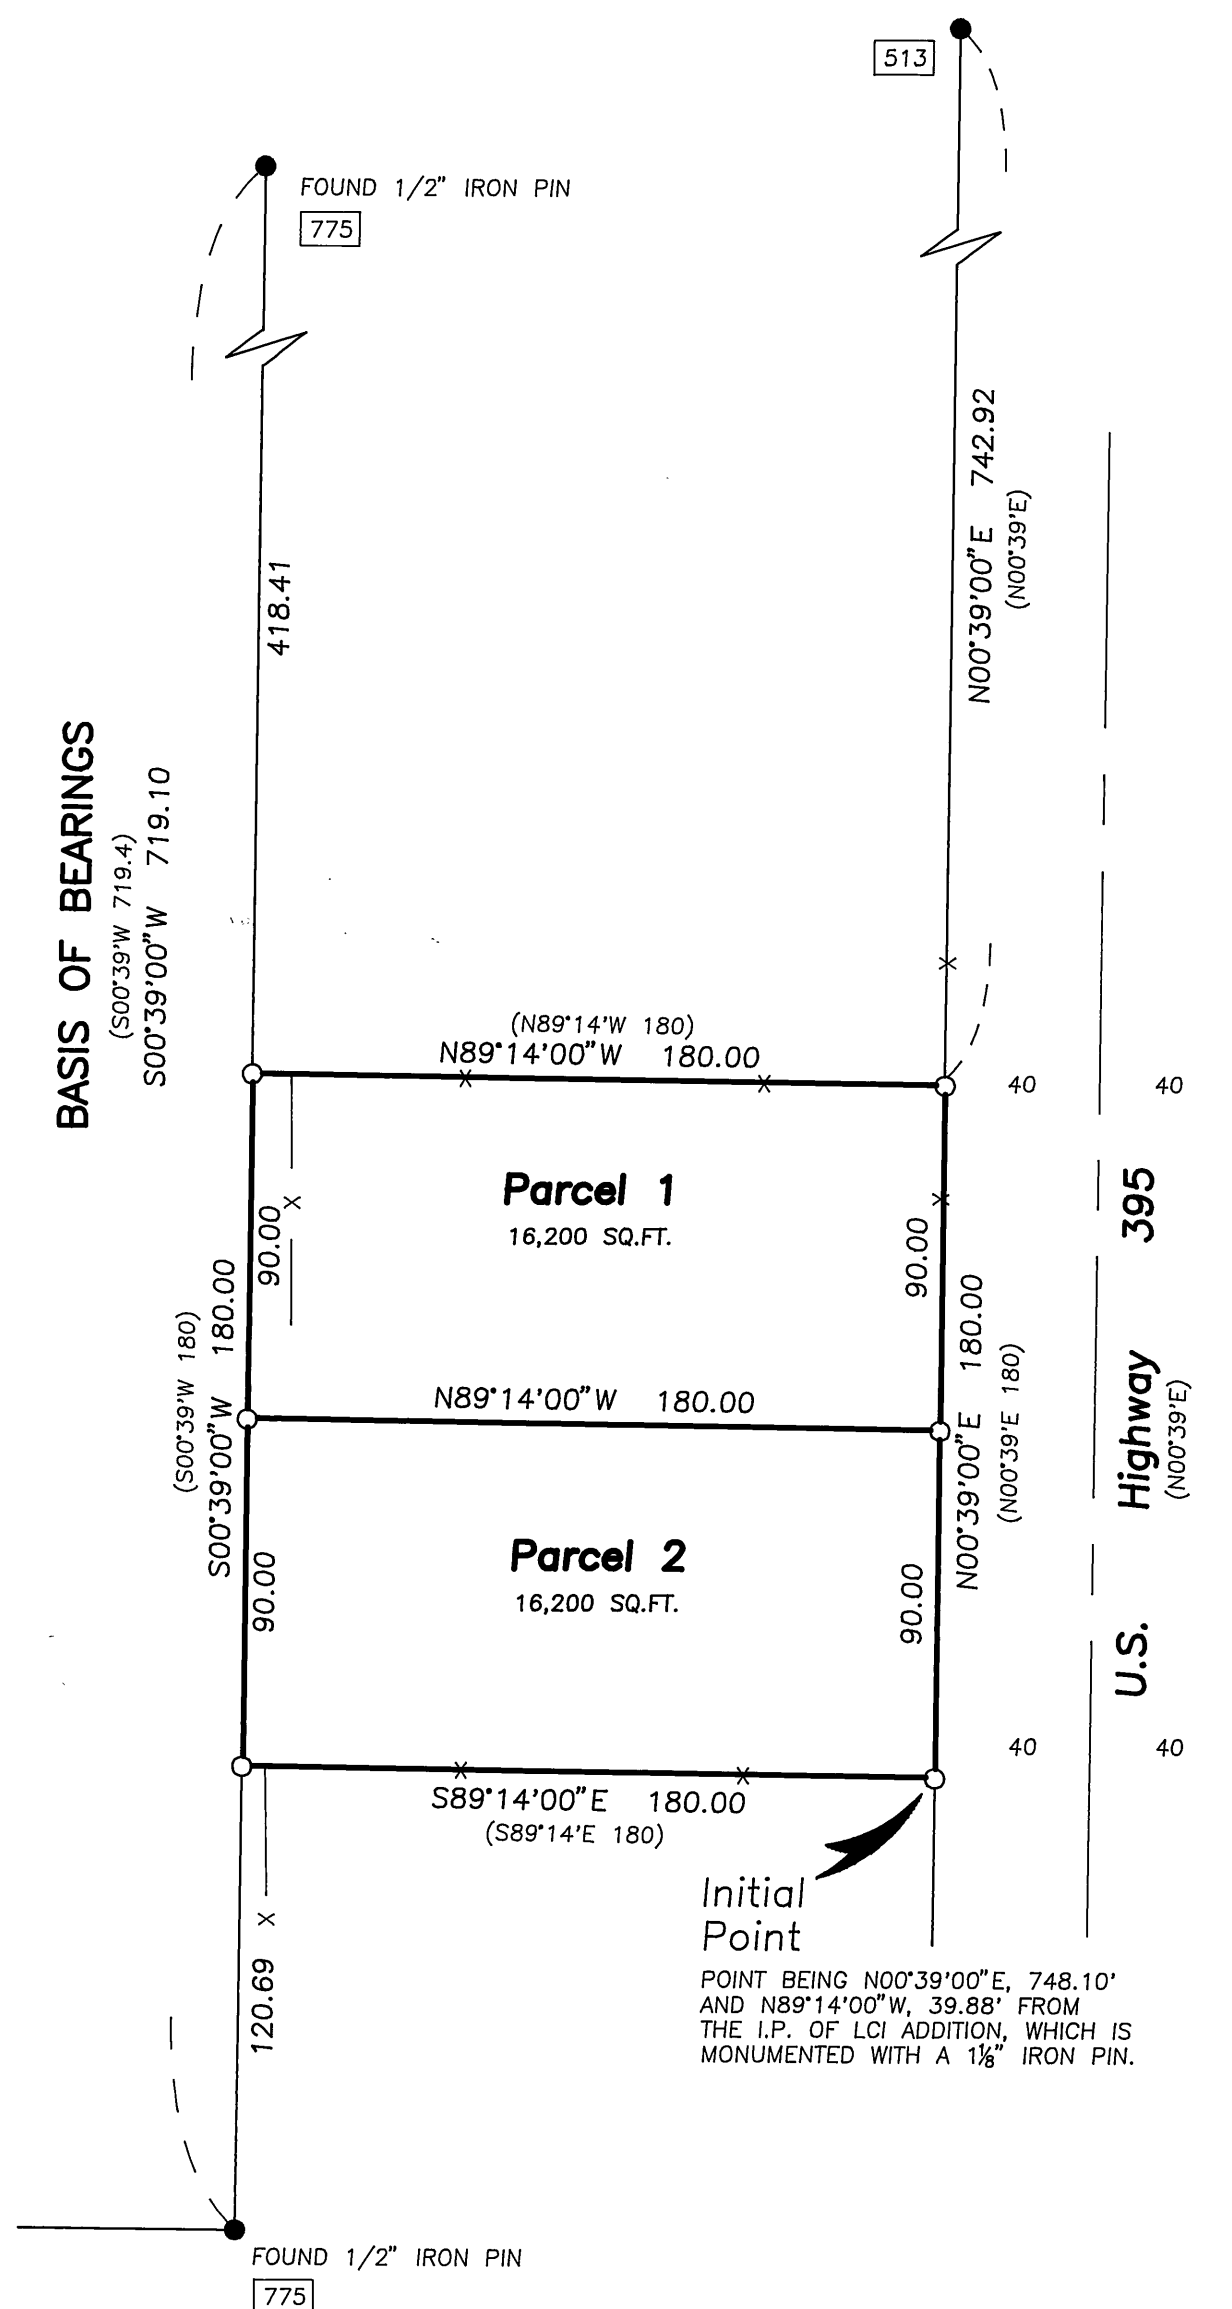 513
FOUND 1/2" IRON PIN
775
N00°39'00"E 742.92
(N00°39'E)
418.41
BASIS OF BEARINGS
(S00°39'W 719.4)
S00°39'00"W 719.10
(N89°14'W 180)
N89°14'00"W 180.00
40
40
Parcel 1
16,200 SQ.FT.
90.00
90.00
(S00°39'W 180)
S00°39'00"W 180.00
N00°39'00"E 180.00
(N00°39'E 180)
U.S. Highway 395
(N00°39'E)
N89°14'00"W 180.00
Parcel 2
16,200 SQ.FT.
90.00
90.00
40
40
S89°14'00"E 180.00
(S89°14'E 180)
Initial
Point
POINT BEING N00°39'00"E, 748.10'
AND N89°14'00"W, 39.88' FROM
THE I.P. OF LCI ADDITION, WHICH IS
MONUMENTED WITH A 1⅛" IRON PIN.
120.69
FOUND 1/2" IRON PIN
775